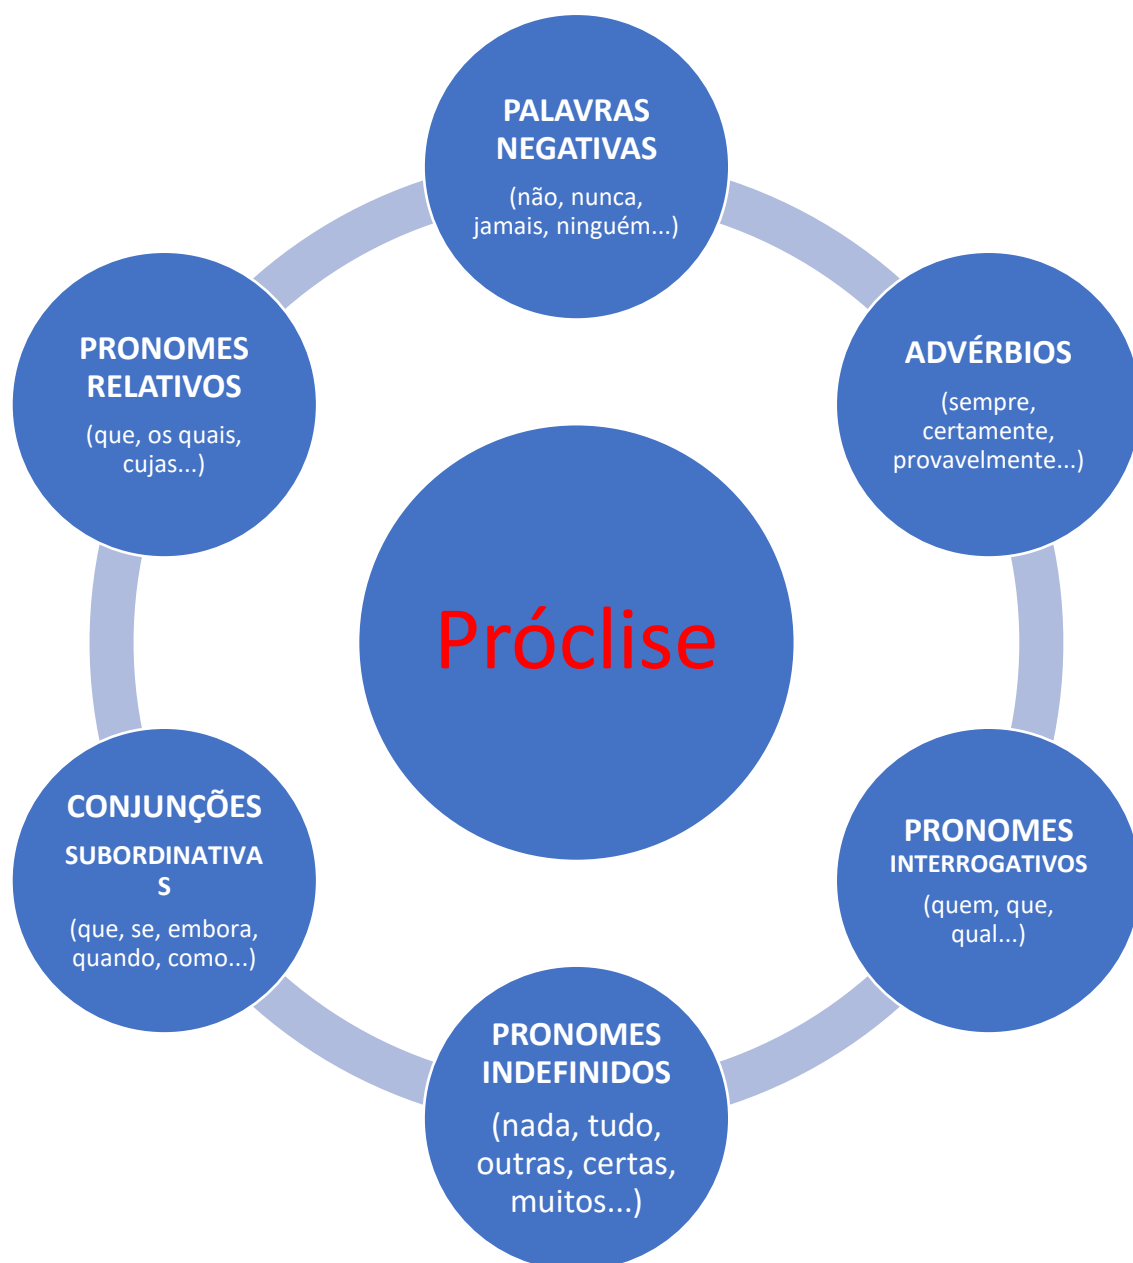 PALAVRAS
NEGATIVAS
(não, nunca,
jamais, ninguém...)
ADVÉRBIOS
(sempre,
certamente,
provavelmente...)
PRONOMES
INTERROGATIVOS
(quem, que,
qual...)
PRONOMES
INDEFINIDOS
(nada, tudo,
outras, certas,
muitos...)
CONJUNÇÕES
SUBORDINATIVA
S
(que, se, embora,
quando, como...)
PRONOMES
RELATIVOS
(que, os quais,
cujas...)
Próclise